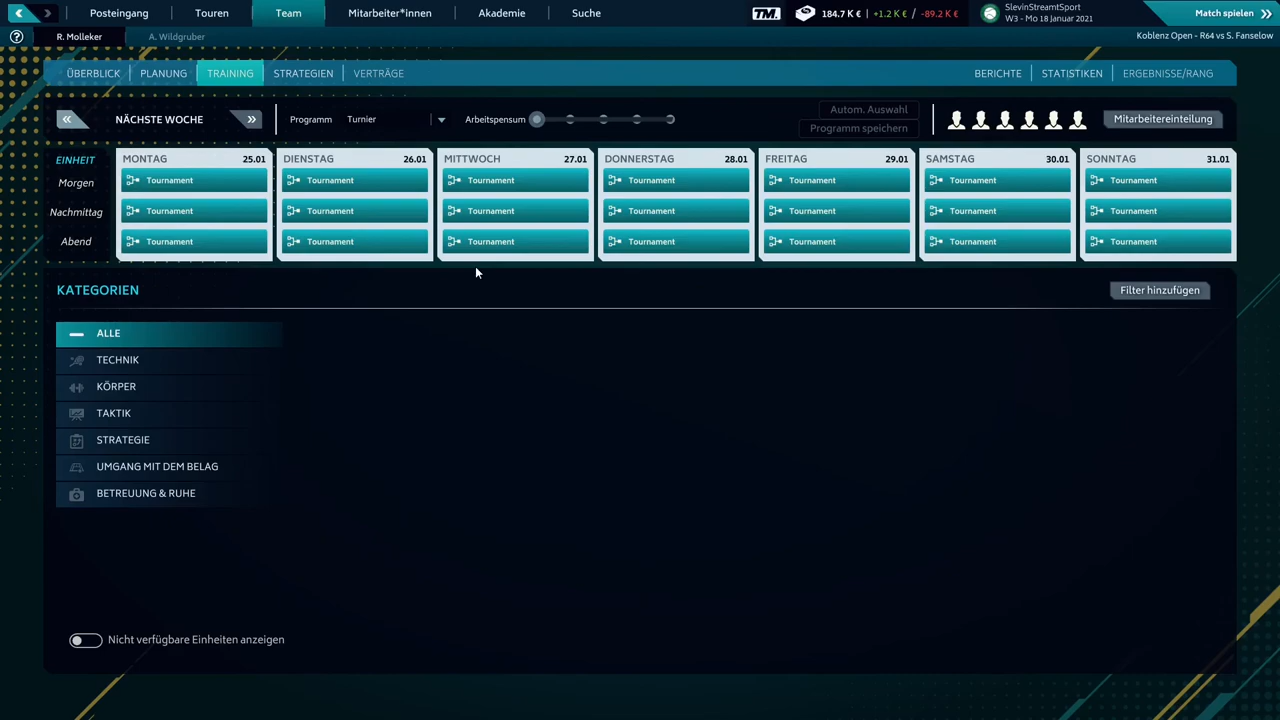 Posteingang
Touren
Team
Mitarbeiter*innen
Akademie
Suche
TM.
184.7 K € | +1.2 K € / -89.2 K €
SlevinStreamtSport
W3 - Mo 18 Januar 2021
Match spielen
R. Molleker
A. Wildgruber
Koblenz Open - R64 vs S. Fanselow
ÜBERBLICK
PLANUNG
TRAINING
STRATEGIEN
VERTRÄGE
BERICHTE
STATISTIKEN
ERGEBNISSE/RANG
NÄCHSTE WOCHE
Programm
Turnier
Arbeitspensum
Autom. Auswahl
Programm speichern
Mitarbeitereinteilung
EINHEIT
MONTAG 25.01
DIENSTAG 26.01
MITTWOCH 27.01
DONNERSTAG 28.01
FREITAG 29.01
SAMSTAG 30.01
SONNTAG 31.01
Morgen
Tournament
Tournament
Tournament
Tournament
Tournament
Tournament
Tournament
Nachmittag
Tournament
Tournament
Tournament
Tournament
Tournament
Tournament
Tournament
Abend
Tournament
Tournament
Tournament
Tournament
Tournament
Tournament
Tournament
KATEGORIEN
Filter hinzufügen
ALLE
TECHNIK
KÖRPER
TAKTIK
STRATEGIE
UMGANG MIT DEM BELAG
BETREUUNG & RUHE
Nicht verfügbare Einheiten anzeigen